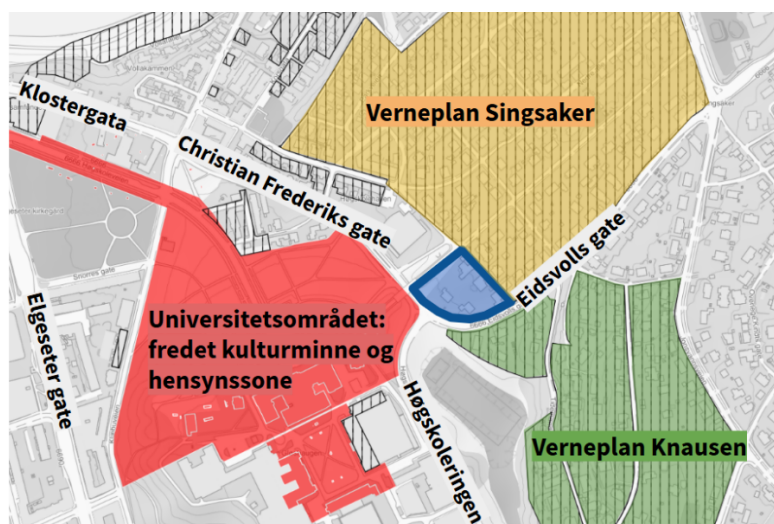 Klostergata
Christian Frederiks gate
Verneplan Singsaker
Eidsvolls gate
Universitetsområdet:
fredet kulturminne og
hensynssone
Elgeseter gate
Høgskoleringen
Verneplan Knausen